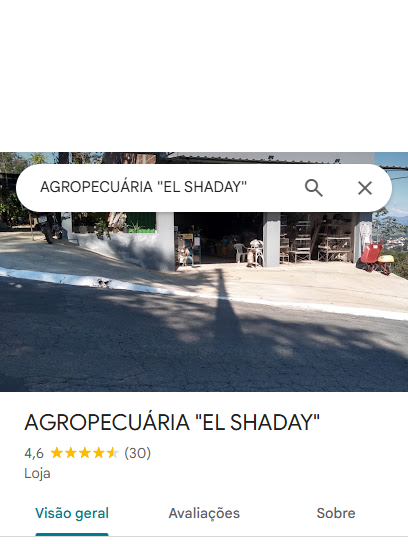 AGROPECUÁRIA "EL SHADAY"
AGROPECUÁRIA "EL SHADAY"
4,6 (30)
Loja
Visão geral Avaliações Sobre